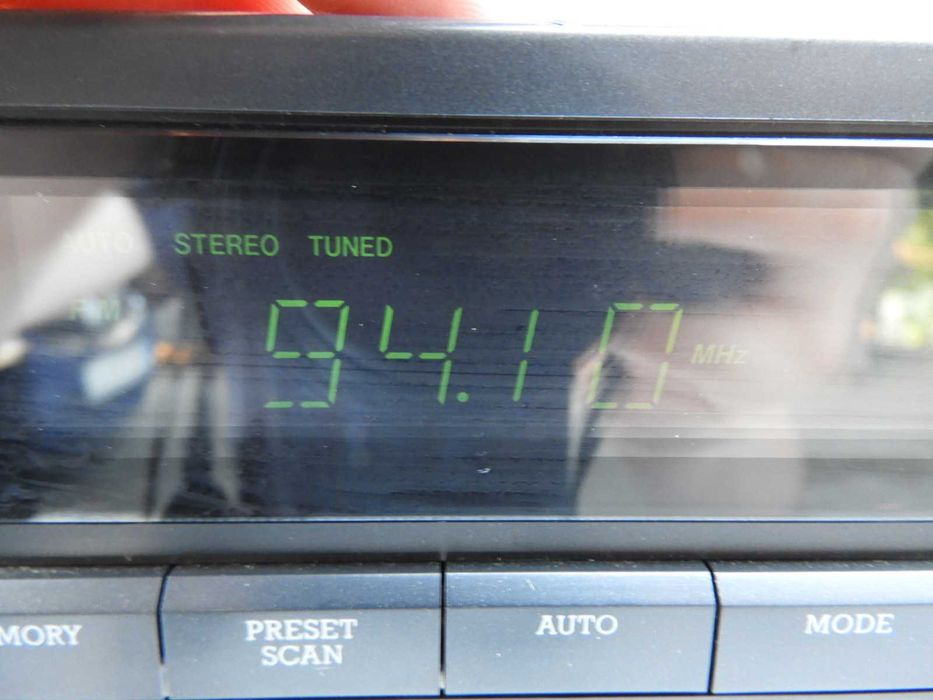 AUTO STEREO TUNED
FM
94.10 MHz
MORY
PRESET
SCAN
AUTO
MODE